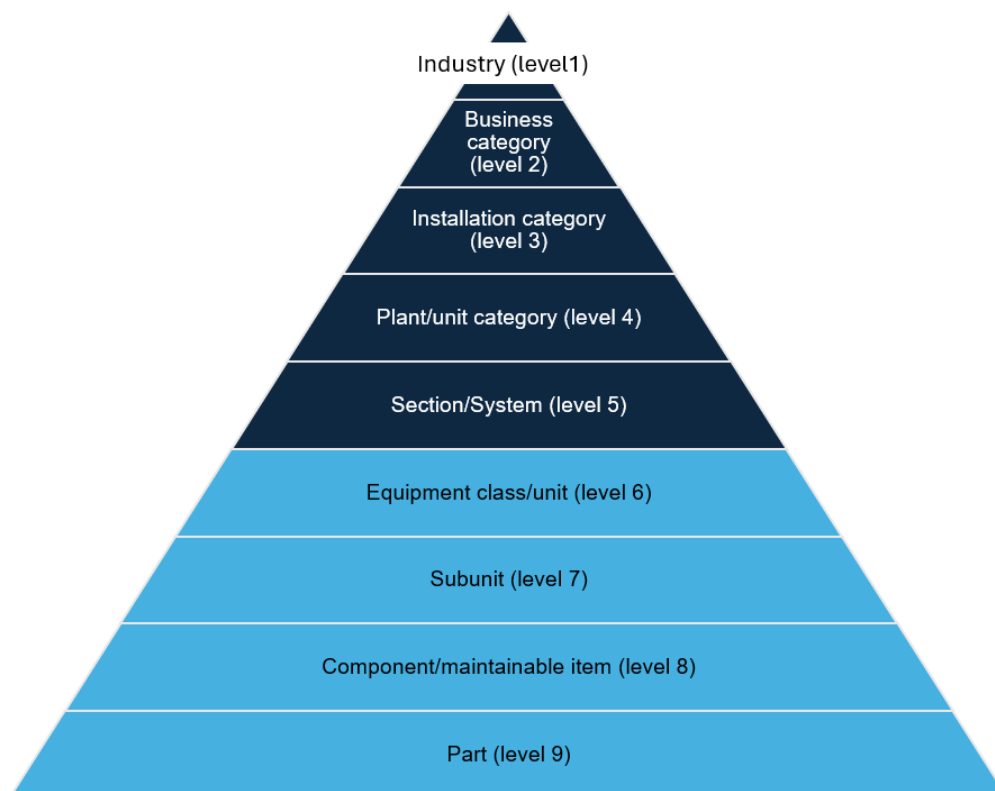 Industry (level1)
Business
category
(level 2)
Installation category
(level 3)
Plant/unit category (level 4)
Section/System (level 5)
Equipment class/unit (level 6)
Subunit (level 7)
Component/maintainable item (level 8)
Part (level 9)